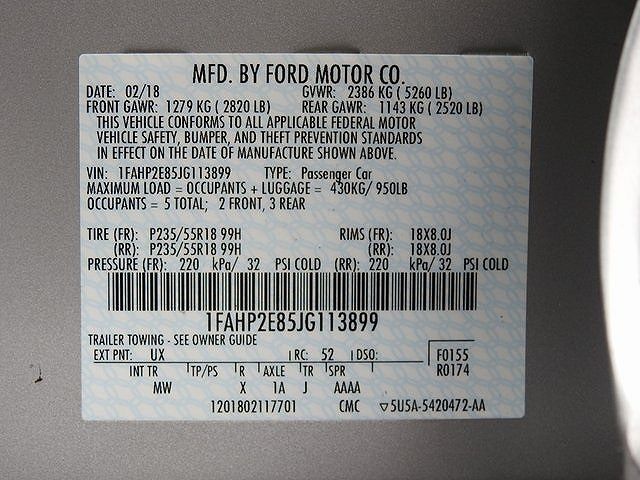 MFD. BY FORD MOTOR CO.
DATE: 02/18 GVWR: 2386 KG ( 5260 LB)
FRONT GAWR: 1279 KG ( 2820 LB) REAR GAWR: 1143 KG ( 2520 LB)
THIS VEHICLE CONFORMS TO ALL APPLICABLE FEDERAL MOTOR
VEHICLE SAFETY, BUMPER, AND THEFT PREVENTION STANDARDS
IN EFFECT ON THE DATE OF MANUFACTURE SHOWN ABOVE.
VIN: 1FAHP2E85JG113899 TYPE: Passenger Car
MAXIMUM LOAD = OCCUPANTS + LUGGAGE = 430KG/ 950LB
OCCUPANTS = 5 TOTAL; 2 FRONT, 3 REAR
TIRE (FR): P235/55R18 99H RIMS (FR): 18X8.0J
(RR): P235/55R18 99H (RR): 18X8.0J
PRESSURE (FR): 220 kPa/ 32 PSI COLD (RR): 220 kPa/ 32 PSI COLD
1FAHP2E85JG113899
TRAILER TOWING - SEE OWNER GUIDE
EXT PNT: UX RC: 52 DSO: F0155
INT TR TP/PS R AXLE TR SPR R0174
MW X 1A J AAAA
1201802117701 CMC ▽5U5A-5420472-AA